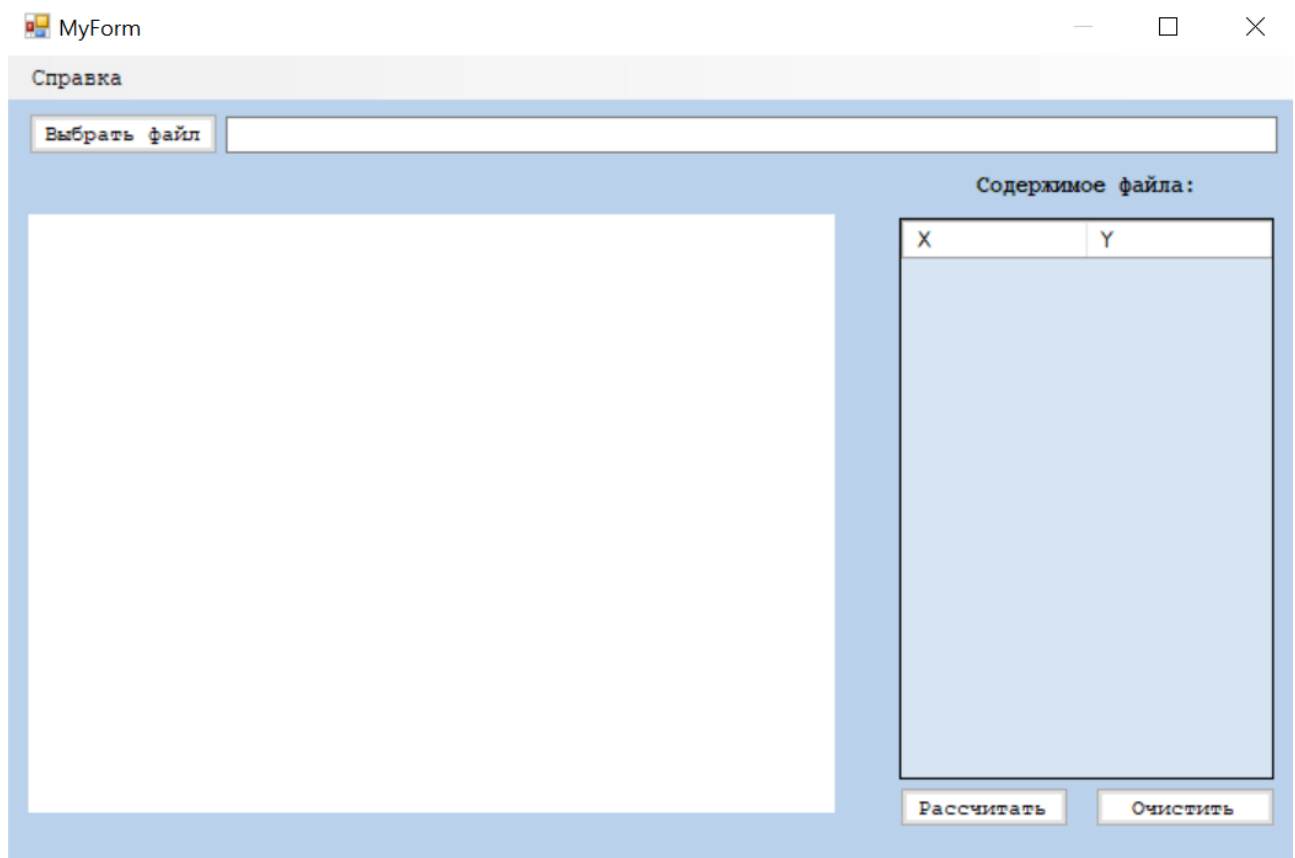 MyForm
Справка
Выбрать файл
Содержимое файла:
X Y
Рассчитать Очистить